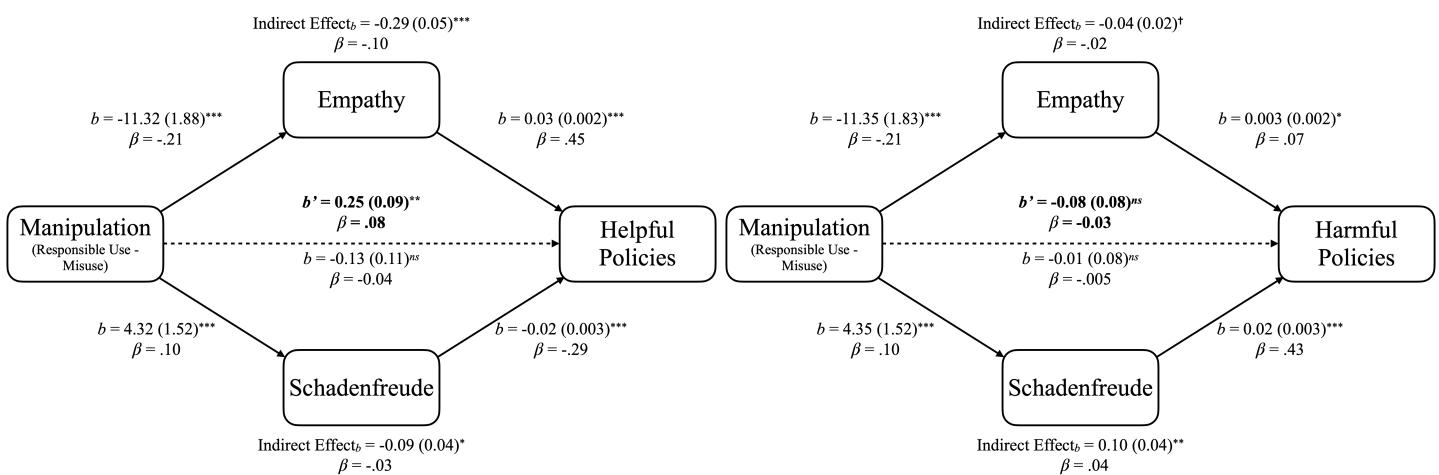 Indirect Effectb = -0.29 (0.05)***
β = -.10
Empathy
b = -11.32 (1.88)***
β = -.21
b = 0.03 (0.002)***
β = .45
Manipulation
(Responsible Use -
Misuse)
b’ = 0.25 (0.09)**
β = .08
b = -0.13 (0.11)ns
β = -0.04
Helpful
Policies
b = 4.32 (1.52)***
β = .10
b = -0.02 (0.003)***
β = -.29
Schadenfreude
Indirect Effectb = -0.09 (0.04)*
β = -.03
Indirect Effectb = -0.04 (0.02)†
β = -.02
Empathy
b = -11.35 (1.83)***
β = -.21
b = 0.003 (0.002)*
β = .07
Manipulation
(Responsible Use -
Misuse)
b’ = -0.08 (0.08)ns
β = -0.03
b = -0.01 (0.08)ns
β = -.005
Harmful
Policies
b = 4.35 (1.52)***
β = .10
b = 0.02 (0.003)***
β = .43
Schadenfreude
Indirect Effectb = 0.10 (0.04)**
β = .04